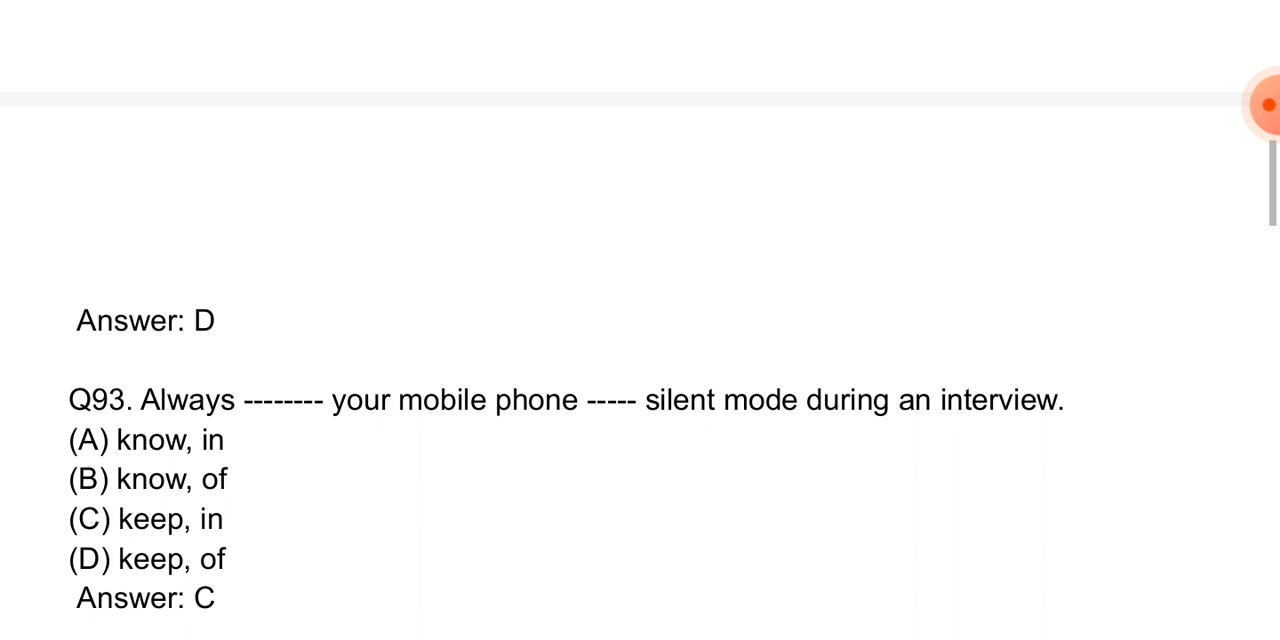 Answer: D
Q93. Always -------- your mobile phone ----- silent mode during an interview.
(A) know, in
(B) know, of
(C) keep, in
(D) keep, of
Answer: C